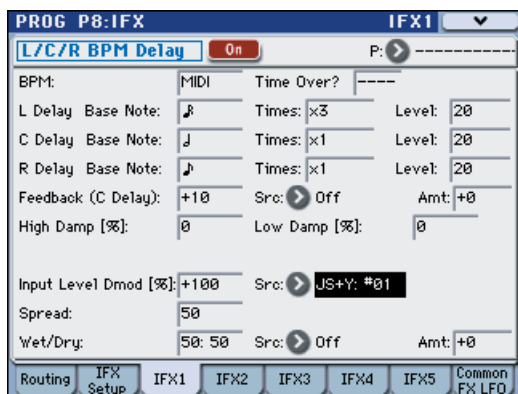 PROG P8:IFX IFX1
L/C/R BPM Delay On P: -----------
BPM: MIDI Time Over? ----
L Delay Base Note: Times: x3 Level: 20
C Delay Base Note: Times: x1 Level: 20
R Delay Base Note: Times: x1 Level: 20
Feedback (C Delay): +10 Src: Off Amt: +0
High Damp [%]: 0 Low Damp [%]: 0
Input Level Dmod [%]: +100 Src: JS+Y: #01
Spread: 50
Wet/Dry: 50: 50 Src: Off Amt: +0
Routing IFX Setup IFX1 IFX2 IFX3 IFX4 IFX5 Common FX LFO